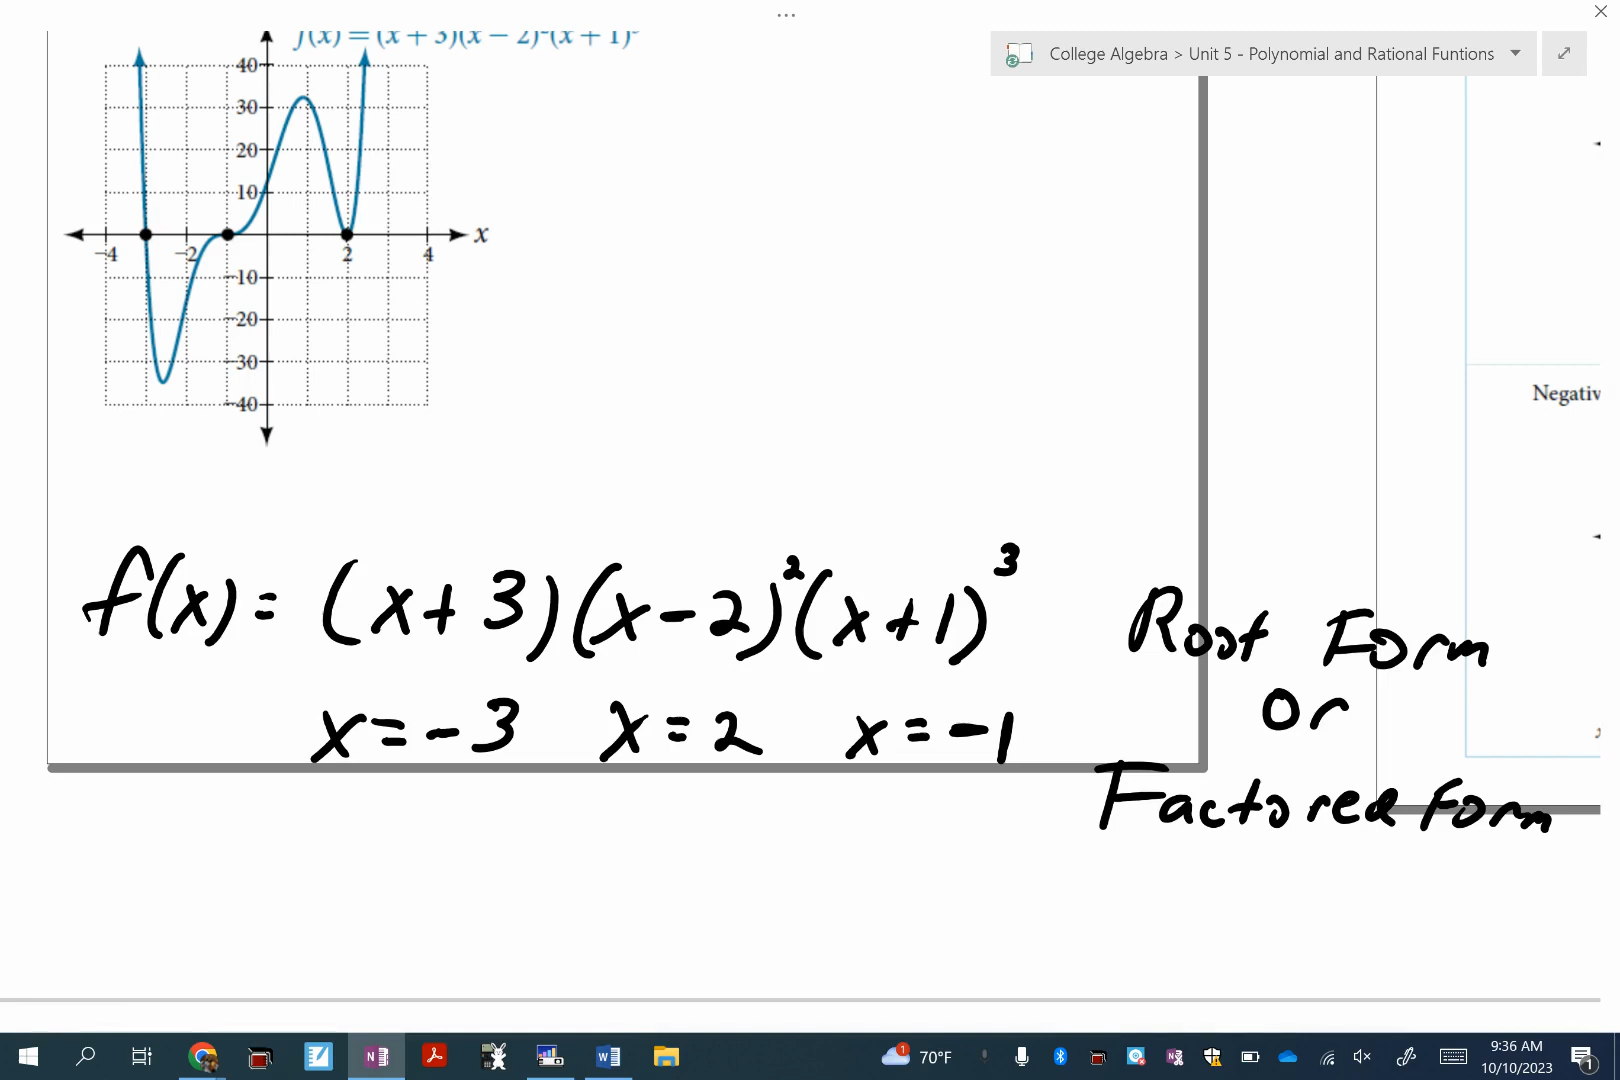 ...
f(x) = (x + 3)(x − 2)²(x + 1)³
College Algebra > Unit 5 - Polynomial and Rational Funtions
40
30
20
10
x
−4
−2
2
4
−10
−20
−30
−40
Negativ
f(x) = (x+3)(x-2)²(x+1)³
Root Form
or
x=-3 x=2 x=-1
Factored form
70°F
1
9:36 AM
10/10/2023
1